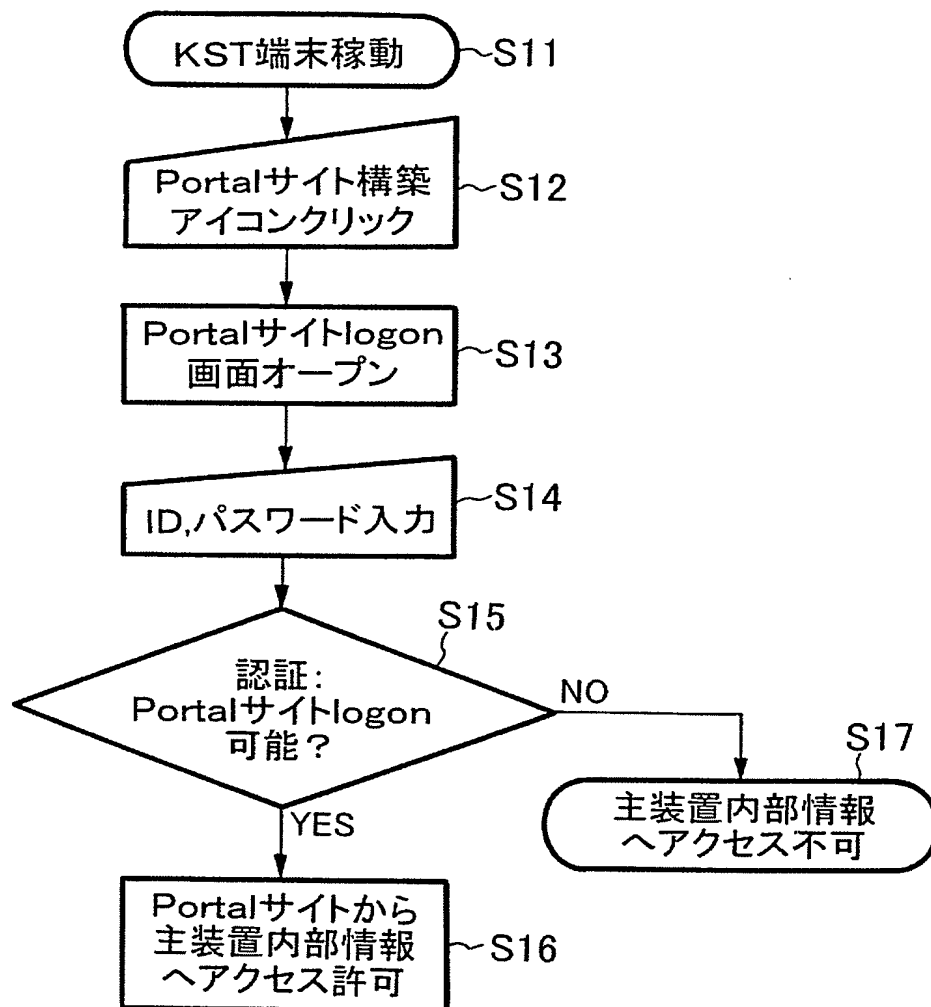 KST端末稼動
S11
Portalサイト構築
アイコンクリック
S12
Portalサイトlogon
画面オープン
S13
ID,パスワード入力
S14
S15
認証:
Portalサイトlogon
可能？
NO
YES
S17
主装置内部情報
へアクセス不可
Portalサイトから
主装置内部情報
へアクセス許可
S16